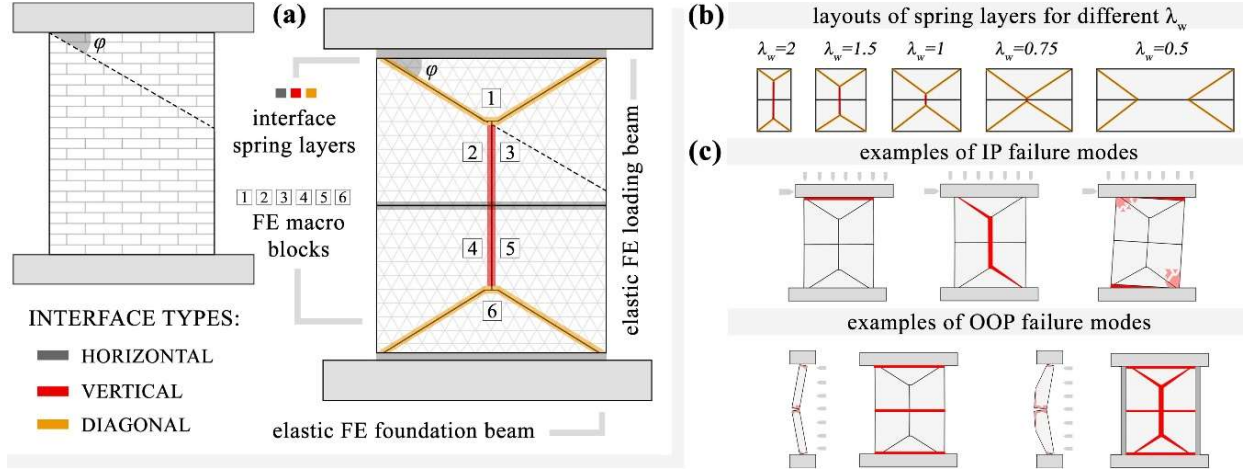 φ
(a)
φ
interface
spring layers
1 2 3 4 5 6
FE macro
blocks
1
2 3
4 5
6
elastic FE loading beam
elastic FE foundation beam
INTERFACE TYPES:
HORIZONTAL
VERTICAL
DIAGONAL
(b)
layouts of spring layers for different λw
λw=2 λw=1.5 λw=1 λw=0.75 λw=0.5
(c)
examples of IP failure modes
examples of OOP failure modes